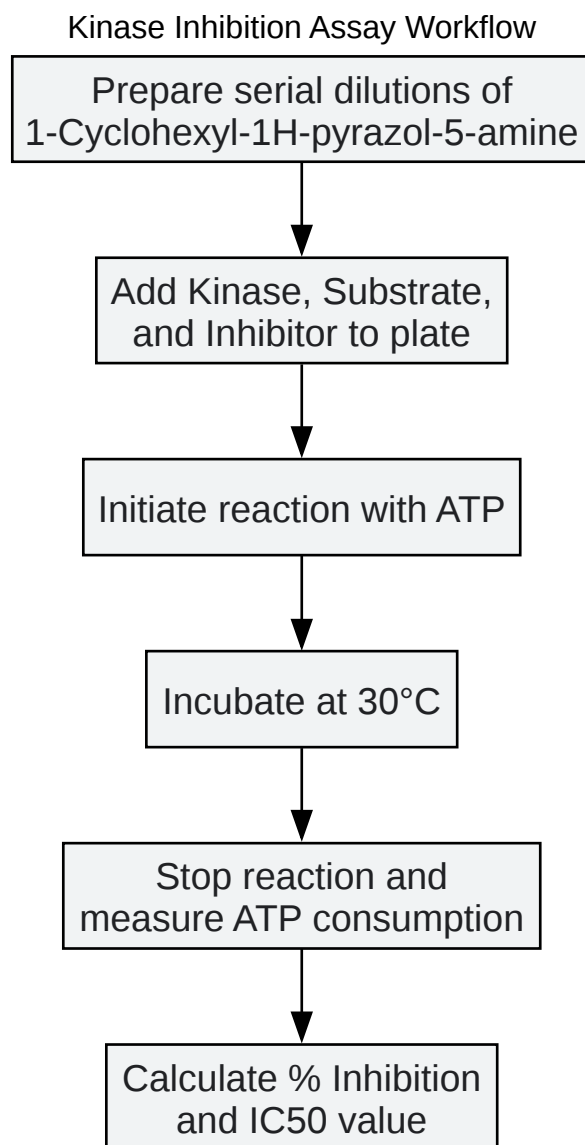 Kinase Inhibition Assay Workflow
Prepare serial dilutions of
1-Cyclohexyl-1H-pyrazol-5-amine
Add Kinase, Substrate,
and Inhibitor to plate
Initiate reaction with ATP
Incubate at 30°C
Stop reaction and
measure ATP consumption
Calculate % Inhibition
and IC50 value